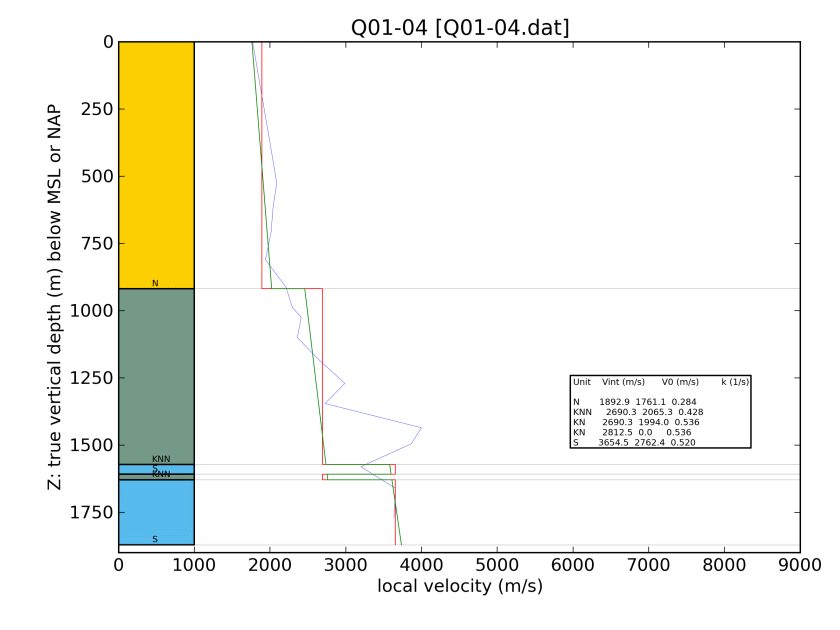 Q01-04 [Q01-04.dat]
0
250
500
750
1000
1250
1500
1750
Z: true vertical depth (m) below MSL or NAP
N
KNN
S
KNN
S
Unit Vint (m/s) V0 (m/s) k (1/s)
N 1892.9 1761.1 0.284
KNN 2690.3 2065.3 0.428
KN 2690.3 1994.0 0.536
KN 2812.5 0.0 0.536
S 3654.5 2762.4 0.520
0 1000 2000 3000 4000 5000 6000 7000 8000 9000
local velocity (m/s)